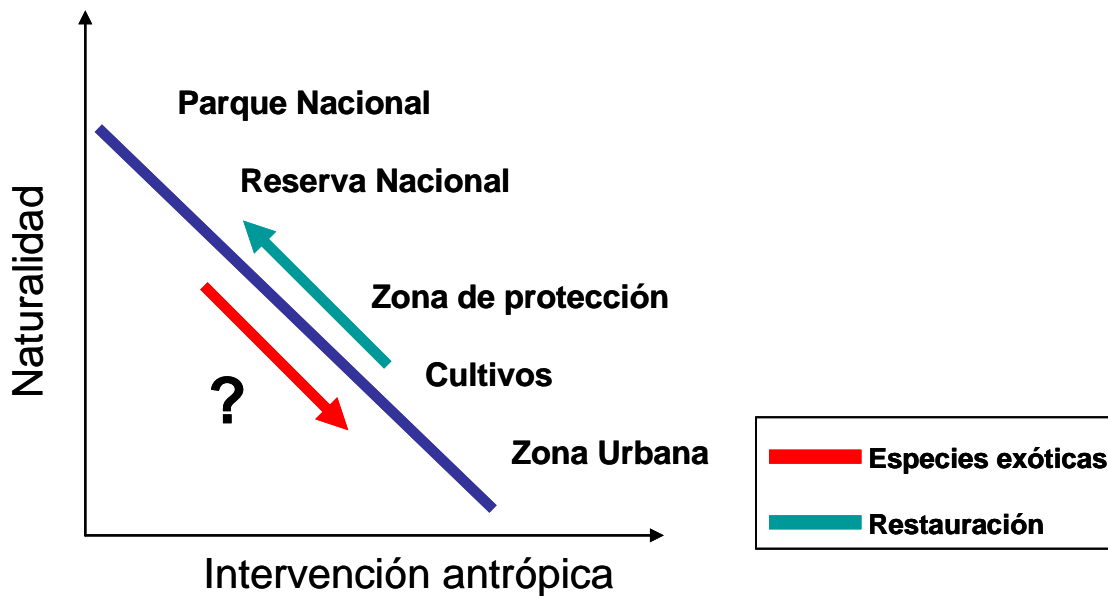 Parque Nacional
Reserva Nacional
Zona de protección
Cultivos
Zona Urbana
?
Naturalidad
Intervención antrópica
Especies exóticas
Restauración